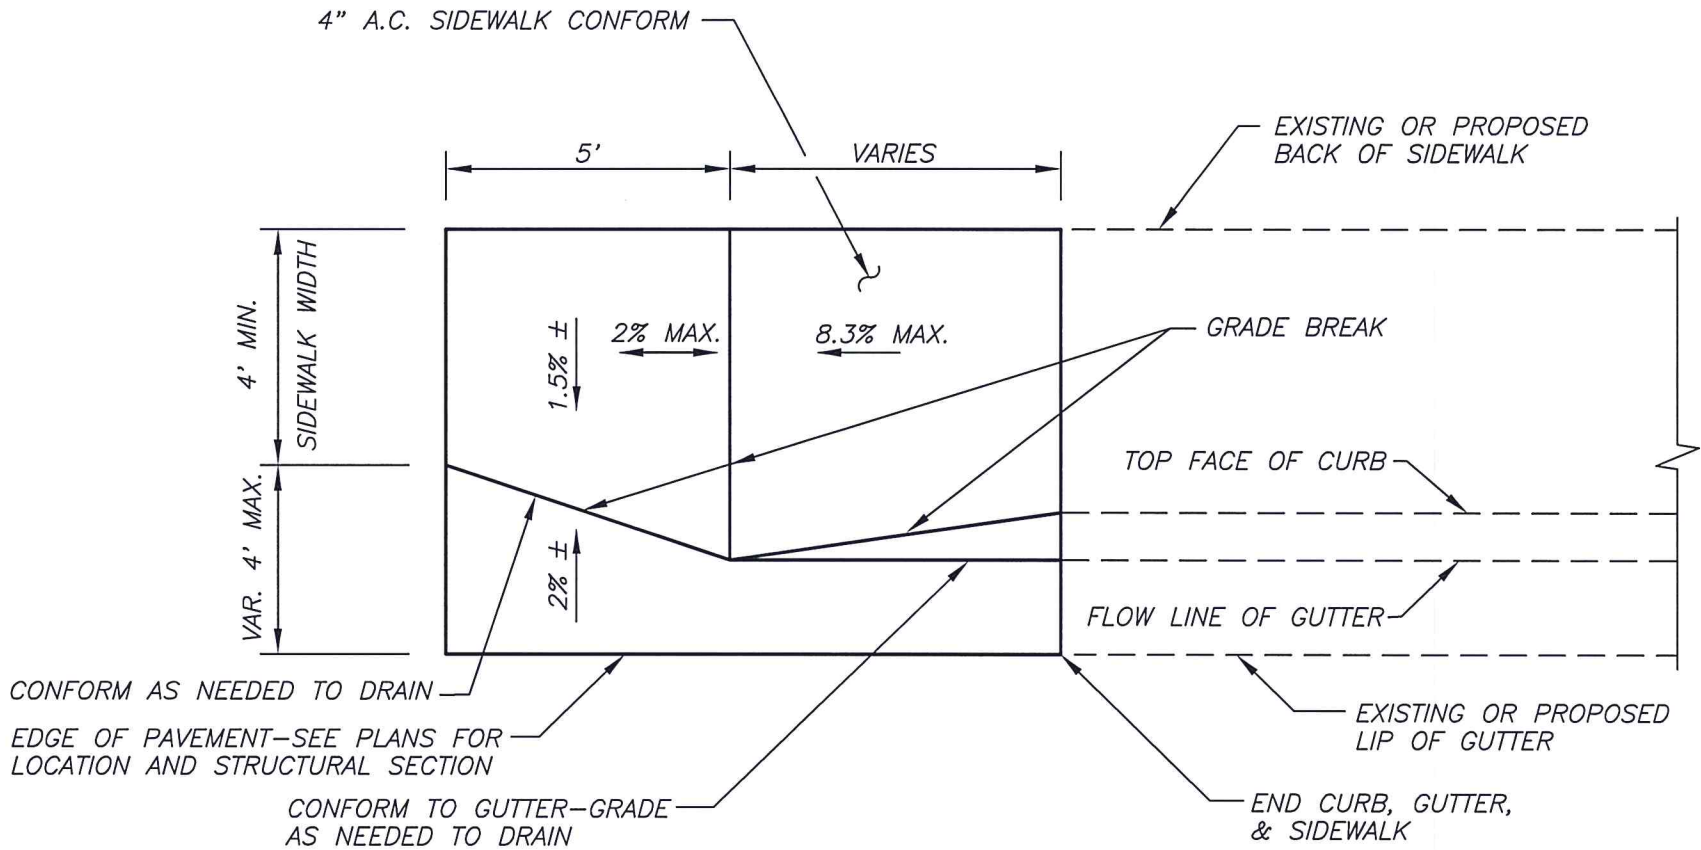 4" A.C. SIDEWALK CONFORM
EXISTING OR PROPOSED
BACK OF SIDEWALK
5'
VARIES
4' MIN.
SIDEWALK WIDTH
1.5% ±
2% MAX.
8.3% MAX.
GRADE BREAK
TOP FACE OF CURB
VAR. 4' MAX.
2% ±
FLOW LINE OF GUTTER
CONFORM AS NEEDED TO DRAIN
EDGE OF PAVEMENT-SEE PLANS FOR
LOCATION AND STRUCTURAL SECTION
EXISTING OR PROPOSED
LIP OF GUTTER
CONFORM TO GUTTER-GRADE
AS NEEDED TO DRAIN
END CURB, GUTTER,
& SIDEWALK